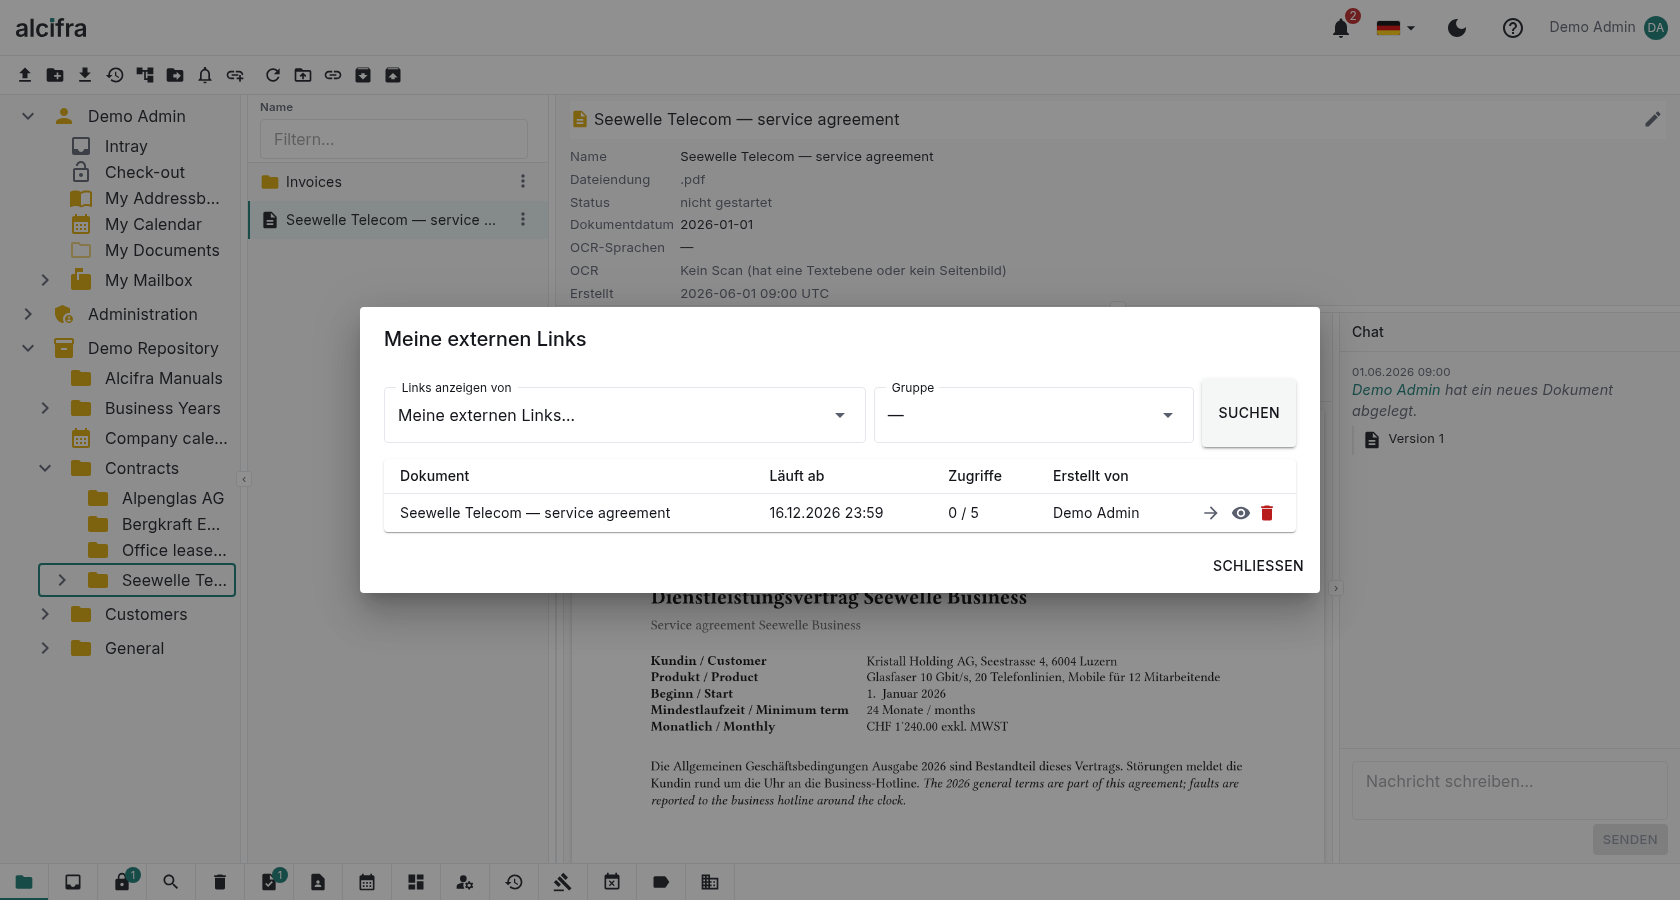 alcifra
2
Demo Admin
DA
Demo Admin
Intray
Check-out
My Addressb...
My Calendar
My Documents
My Mailbox
Administration
Demo Repository
Alcifra Manuals
Business Years
Company cale...
Contracts
Alpenglas AG
Bergkraft E...
Office lease...
Seewelle Te...
Customers
General
Name
Filtern...
Invoices
Seewelle Telecom — service ...
Seewelle Telecom — service agreement
Name Seewelle Telecom — service agreement
Dateiendung .pdf
Status nicht gestartet
Dokumentdatum 2026-01-01
OCR-Sprachen —
OCR Kein Scan (hat eine Textebene oder kein Seitenbild)
Erstellt 2026-06-01 09:00 UTC
Meine externen Links
Links anzeigen von
Meine externen Links...
Gruppe
—
SUCHEN
Dokument Läuft ab Zugriffe Erstellt von
Seewelle Telecom — service agreement 16.12.2026 23:59 0 / 5 Demo Admin
SCHLIESSEN
Dienstleistungsvertrag Seewelle Business
Service agreement Seewelle Business
Kundin / Customer Kristall Holding AG, Seestrasse 4, 6004 Luzern
Produkt / Product Glasfaser 10 Gbit/s, 20 Telefonlinien, Mobile für 12 Mitarbeitende
Beginn / Start 1. Januar 2026
Mindestlaufzeit / Minimum term 24 Monate / months
Monatlich / Monthly CHF 1'240.00 exkl. MWST
Die Allgemeinen Geschäftsbedingungen Ausgabe 2026 sind Bestandteil dieses Vertrags. Störungen meldet die
Kundin rund um die Uhr an die Business-Hotline. The 2026 general terms are part of this agreement; faults are
reported to the business hotline around the clock.
Chat
01.06.2026 09:00
Demo Admin hat ein neues Dokument
abgelegt.
Version 1
Nachricht schreiben...
SENDEN
1
1